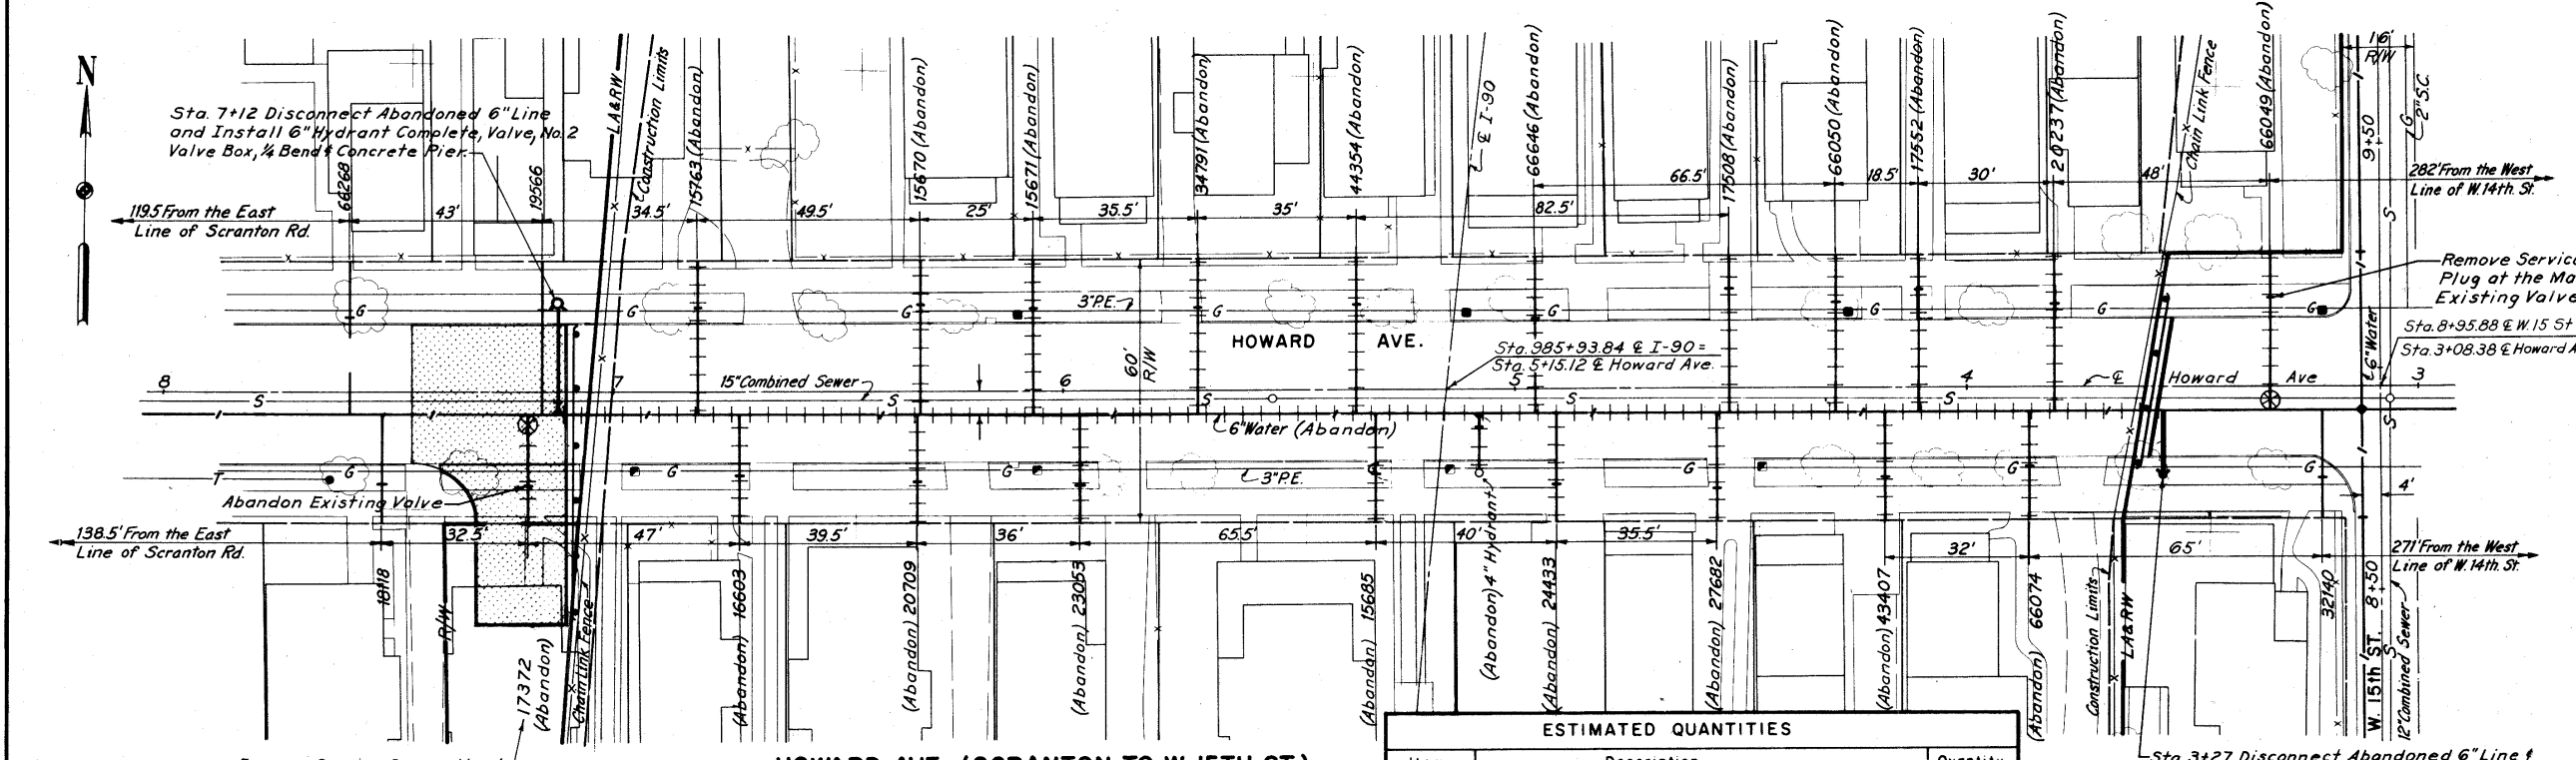 N
Sta. 7+12 Disconnect Abandoned 6" Line
and Install 6" Hydrant Complete, Valve, No. 2
Valve Box, ¼ Bend & Concrete Pier.
66268
19566
LA&RW
Construction Limits
15763 (Abandon)
15670 (Abandon)
15671 (Abandon)
34791 (Abandon)
44354 (Abandon)
℄ I-90
66646 (Abandon)
17508 (Abandon)
66050 (Abandon)
17552 (Abandon)
20237 (Abandon)
Chain Link Fence
66049 (Abandon)
16'
R/W
9+50
G
2" S.C.
119.5 From the East
Line of Scranton Rd.
43'
34.5'
49.5'
25'
35.5'
35'
82.5'
66.5'
18.5'
30'
48'
282' From the West
Line of W. 14th. St.
S
Remove Servic
Plug at the Ma
Existing Valve
G
G
G
3" P.E.
G
G
G
G
G
60'
R/W
HOWARD AVE.
Sta. 985+93.84 ℄ I-90 =
Sta. 5+15.12 ℄ Howard Ave.
6" Water
Sta. 8+95.88 ℄ W. 15 St
Sta. 3+08.38 ℄ Howard A
8
7
15" Combined Sewer
6
5
4
℄ Howard Ave
3
S
S
S
S
S
S
6" Water (Abandon)
T
G
G
G
3" P.E.
G
G
G
G
Abandon Existing Valve
4'
138.5' From the East
Line of Scranton Rd.
32.5'
47'
39.5'
36'
65.5'
40'
35.5'
32'
65'
271' From the West
Line of W. 14th. St.
18118
R/W
17372
(Abandon)
Chain Link Fence
(Abandon) 16603
(Abandon) 20709
(Abandon) 23053
(Abandon) 15685
(Abandon) 4" Hydrant
(Abandon) 24433
(Abandon) 27682
(Abandon) 43407
(Abandon) 66074
Construction Limits
LA&RW
32140
W. 15th ST.
8+50
S
12" Combined Sewer
ESTIMATED QUANTITIES
Description
Quantity
HOWARD AVE. (SCRANTON TO W. 15TH ST.)
Sta. 3+27 Disconnect Abandoned 6" Line &